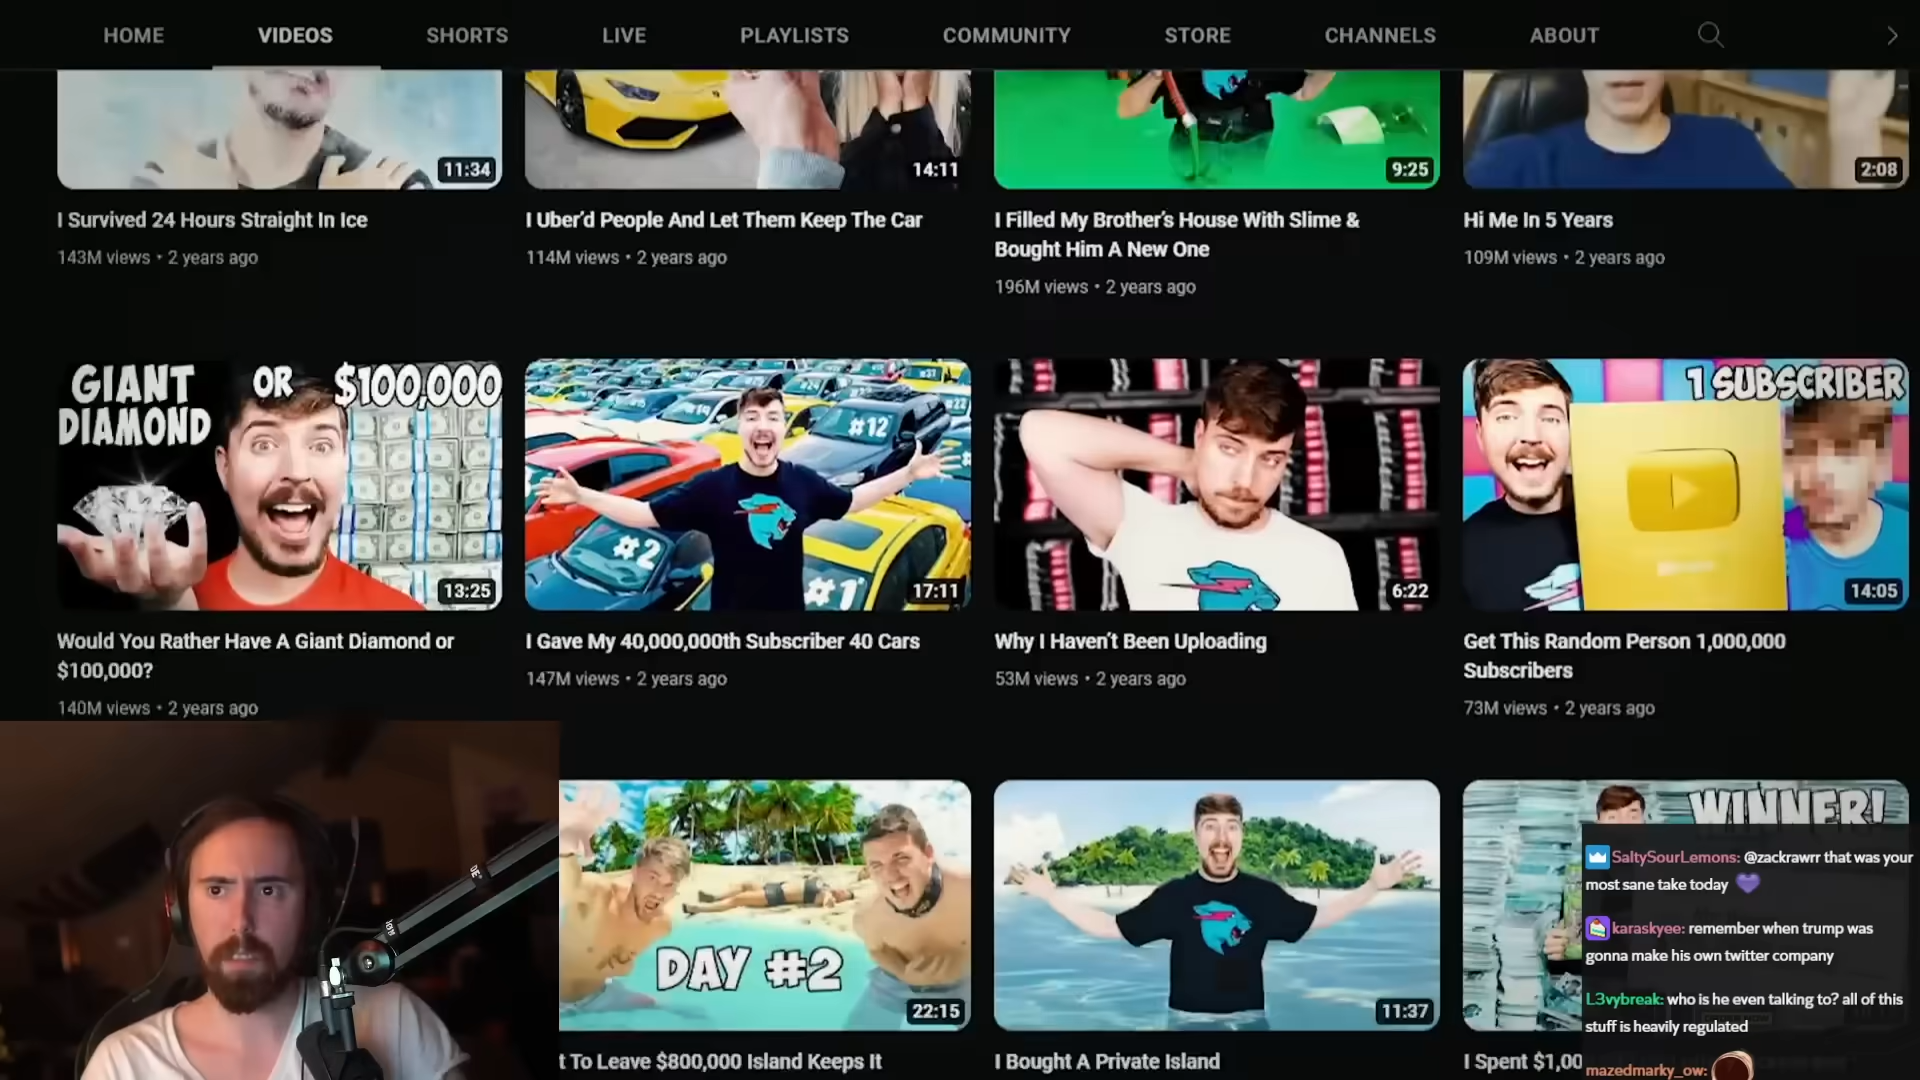 HOME VIDEOS SHORTS LIVE PLAYLISTS COMMUNITY STORE CHANNELS ABOUT
11:34
14:11
9:25
2:08
I Survived 24 Hours Straight In Ice
143M views • 2 years ago
I Uber'd People And Let Them Keep The Car
114M views • 2 years ago
I Filled My Brother's House With Slime &
Bought Him A New One
196M views • 2 years ago
Hi Me In 5 Years
109M views • 2 years ago
GIANT OR $100,000
DIAMOND
13:25
#12
#2
#1
17:11
6:22
1 SUBSCRIBER
14:05
Would You Rather Have A Giant Diamond or
$100,000?
140M views • 2 years ago
I Gave My 40,000,000th Subscriber 40 Cars
147M views • 2 years ago
Why I Haven't Been Uploading
53M views • 2 years ago
Get This Random Person 1,000,000
Subscribers
73M views • 2 years ago
DAY #2
22:15
11:37
WINNER!
t To Leave $800,000 Island Keeps It
I Bought A Private Island
I Spent $1,00
SaltySourLemons: @zackrawrr that was your
most sane take today
karaskyee: remember when trump was
gonna make his own twitter company
L3vybreak: who is he even talking to? all of this
stuff is heavily regulated
mazedmarky_ow: